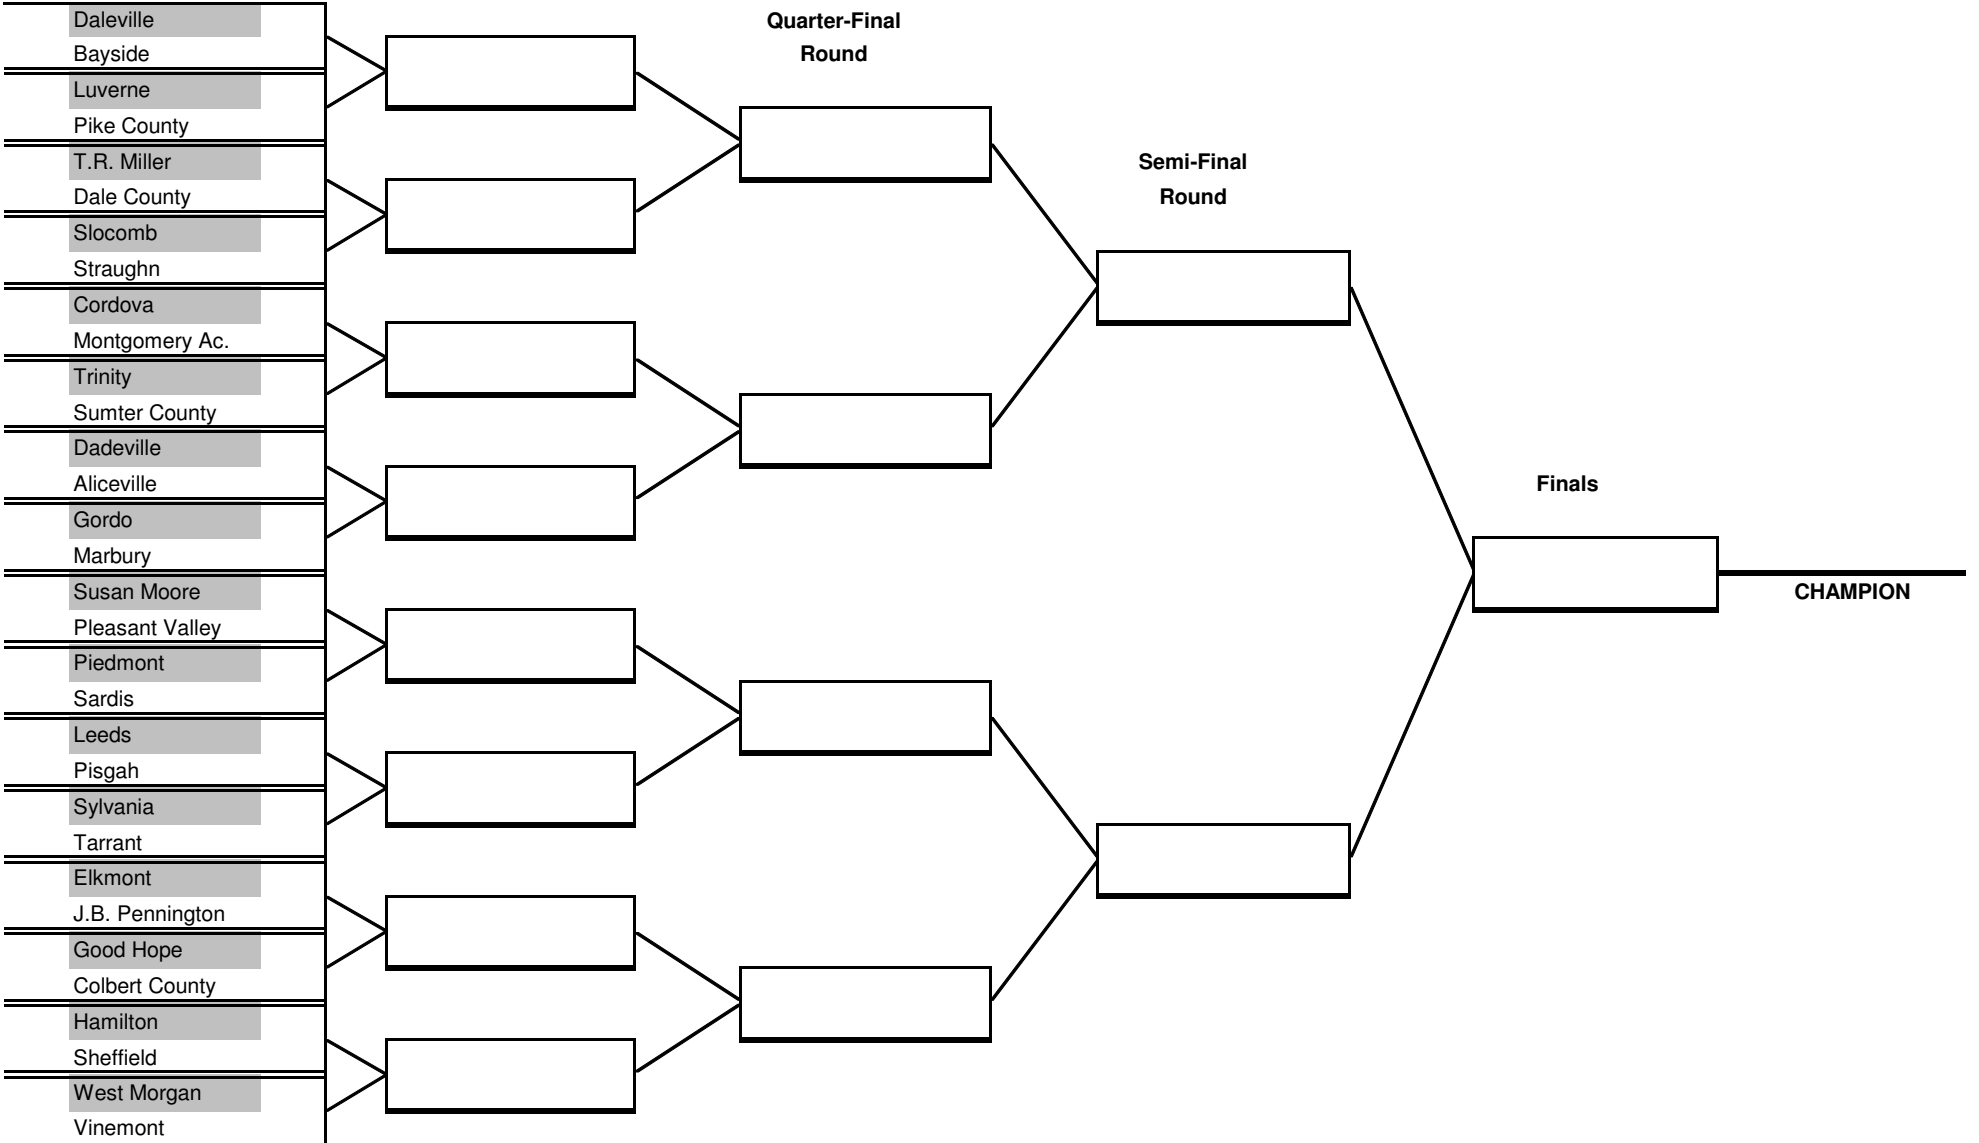 Daleville
Bayside
Luverne
Pike County
T.R. Miller
Dale County
Slocomb
Straughn
Cordova
Montgomery Ac.
Trinity
Sumter County
Dadeville
Aliceville
Gordo
Marbury
Susan Moore
Pleasant Valley
Piedmont
Sardis
Leeds
Pisgah
Sylvania
Tarrant
Elkmont
J.B. Pennington
Good Hope
Colbert County
Hamilton
Sheffield
West Morgan
Vinemont
Quarter-Final
Round
Semi-Final
Round
Finals
CHAMPION